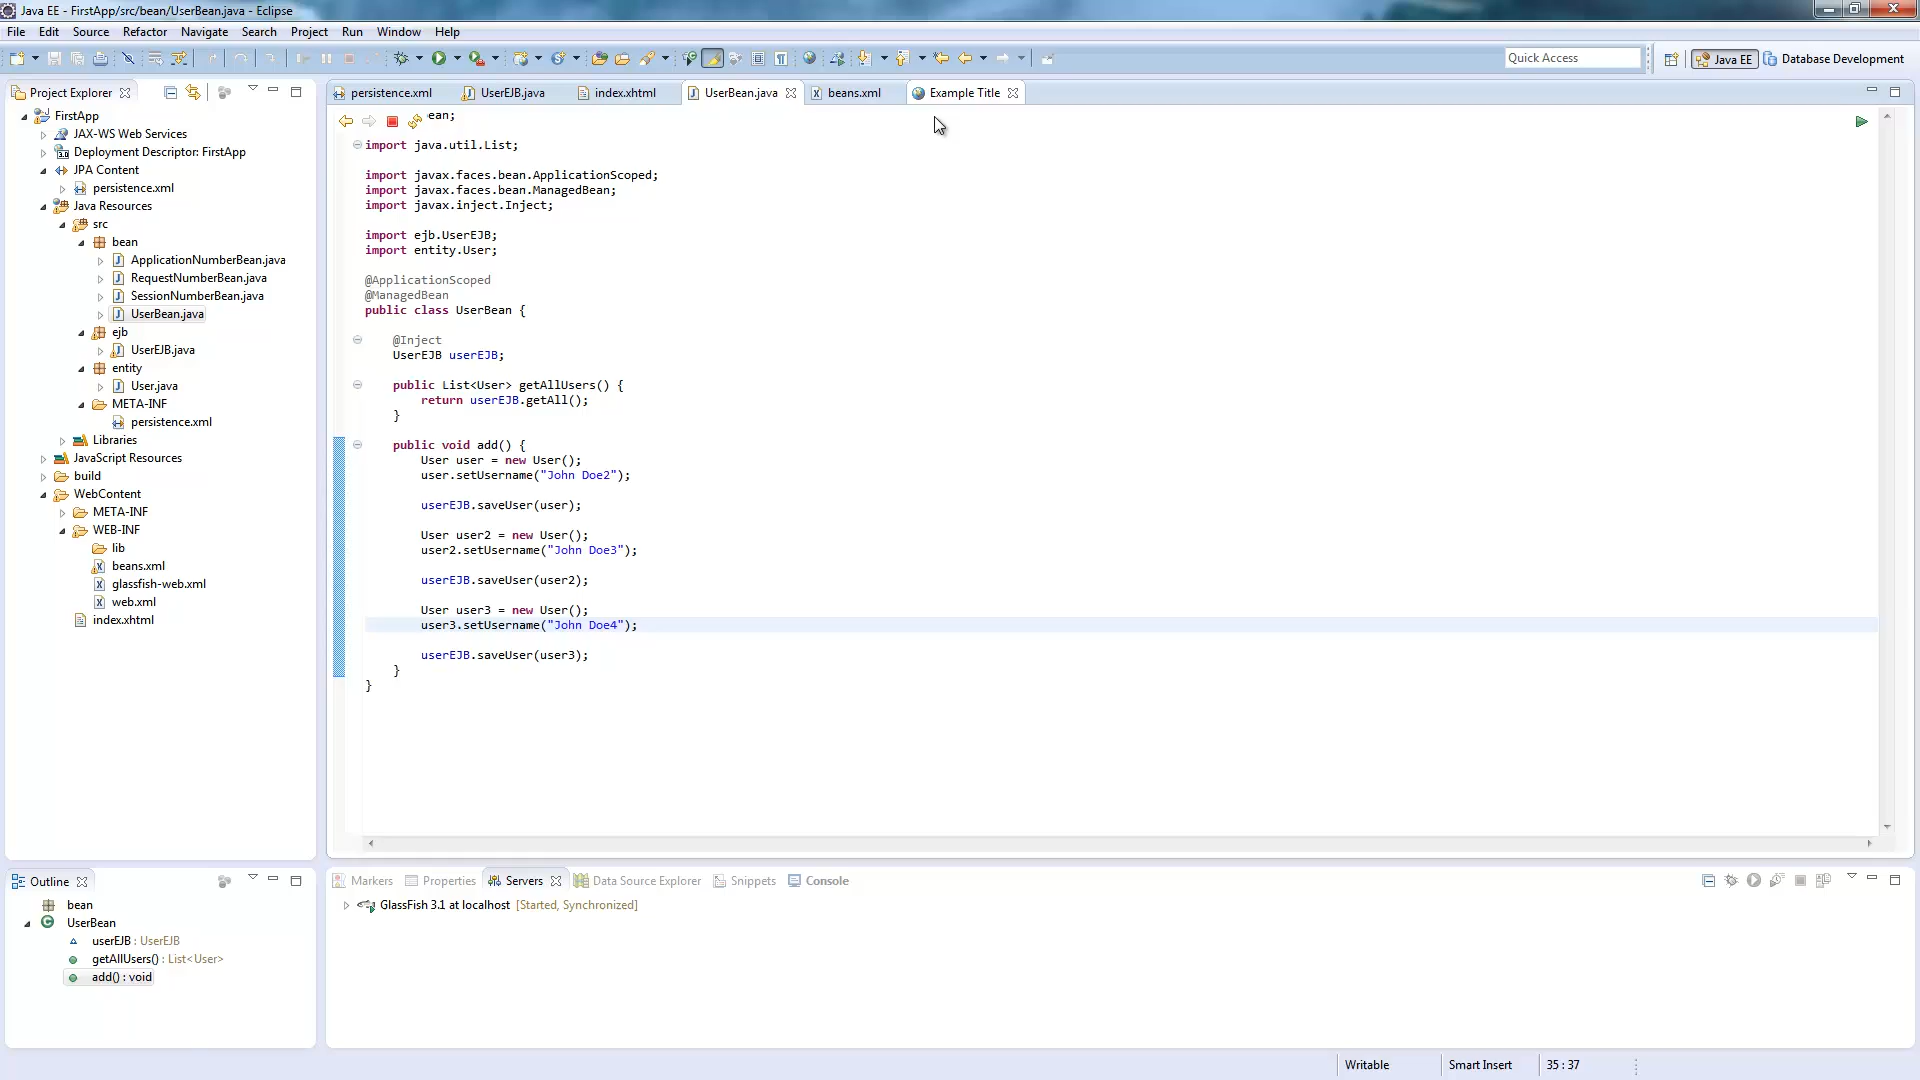 Java EE - FirstApp/src/bean/UserBean.java - Eclipse
File Edit Source Refactor Navigate Search Project Run Window Help
Quick Access
Java EE
Database Development
Project Explorer
FirstApp
JAX-WS Web Services
Deployment Descriptor: FirstApp
JPA Content
persistence.xml
Java Resources
src
bean
ApplicationNumberBean.java
RequestNumberBean.java
SessionNumberBean.java
UserBean.java
ejb
UserEJB.java
entity
User.java
META-INF
persistence.xml
Libraries
JavaScript Resources
build
WebContent
META-INF
WEB-INF
lib
beans.xml
glassfish-web.xml
web.xml
index.xhtml
persistence.xml UserEJB.java index.xhtml UserBean.java beans.xml Example Title
ean;
import java.util.List;
import javax.faces.bean.ApplicationScoped;
import javax.faces.bean.ManagedBean;
import javax.inject.Inject;
import ejb.UserEJB;
import entity.User;
@ApplicationScoped
@ManagedBean
public class UserBean {
@Inject
UserEJB userEJB;
public List<User> getAllUsers() {
return userEJB.getAll();
}
public void add() {
User user = new User();
user.setUsername("John Doe2");
userEJB.saveUser(user);
User user2 = new User();
user2.setUsername("John Doe3");
userEJB.saveUser(user2);
User user3 = new User();
user3.setUsername("John Doe4");
userEJB.saveUser(user3);
}
}
Outline
bean
UserBean
userEJB : UserEJB
getAllUsers() : List<User>
add() : void
Markers Properties Servers Data Source Explorer Snippets Console
GlassFish 3.1 at localhost [Started, Synchronized]
Writable Smart Insert 35 : 37